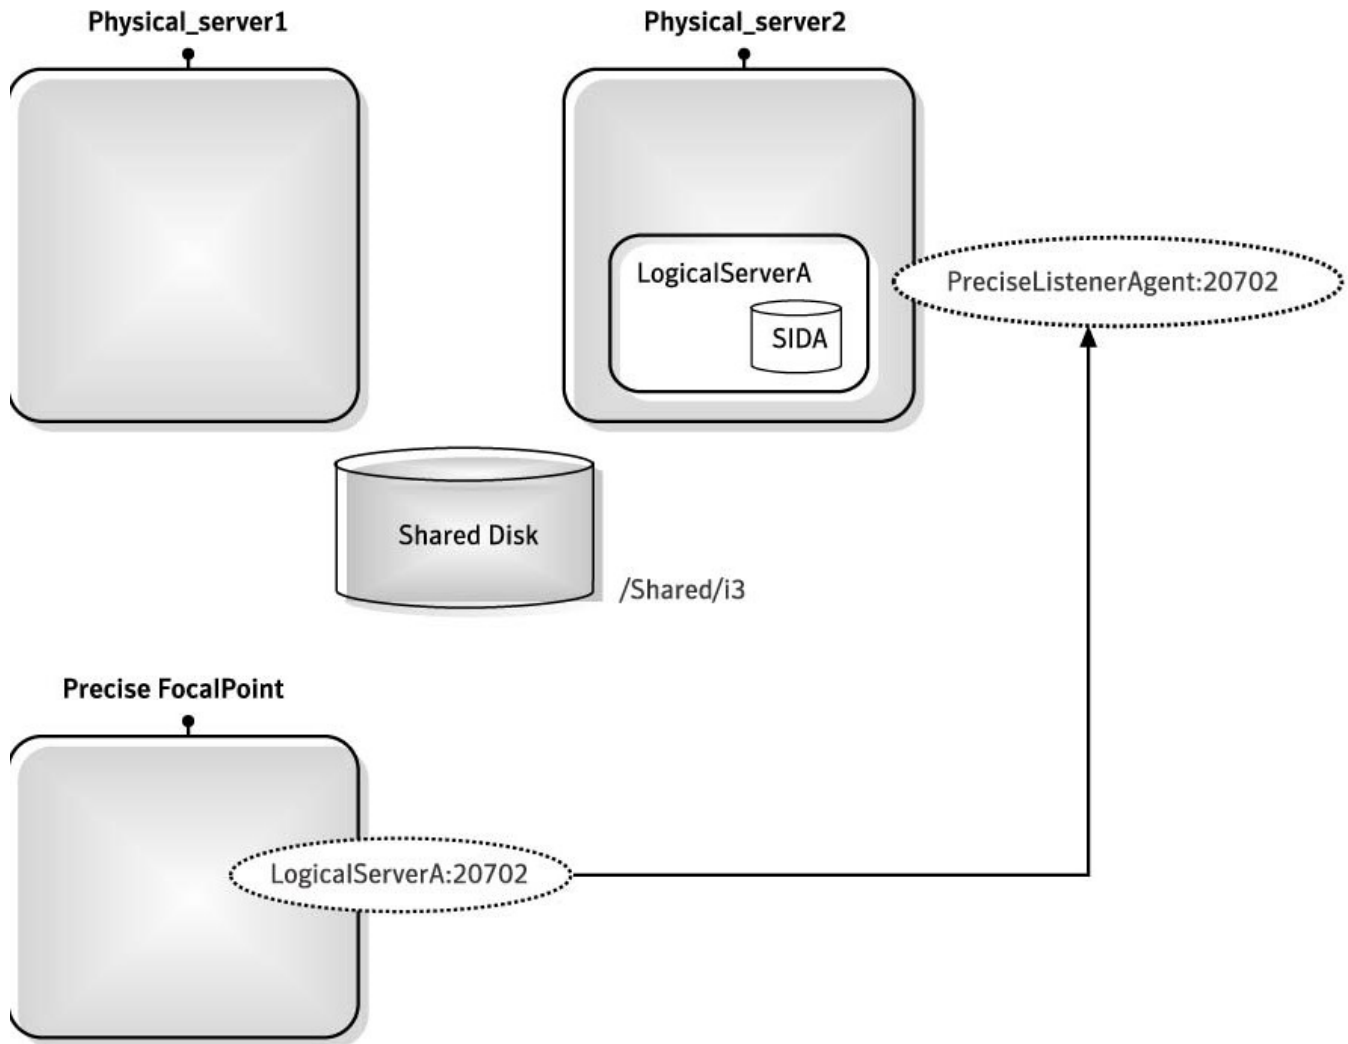 Physical_server1
Physical_server2
LogicalServerA
SIDA
PreciseListenerAgent:20702
Shared Disk
/Shared/i3
Precise FocalPoint
LogicalServerA:20702